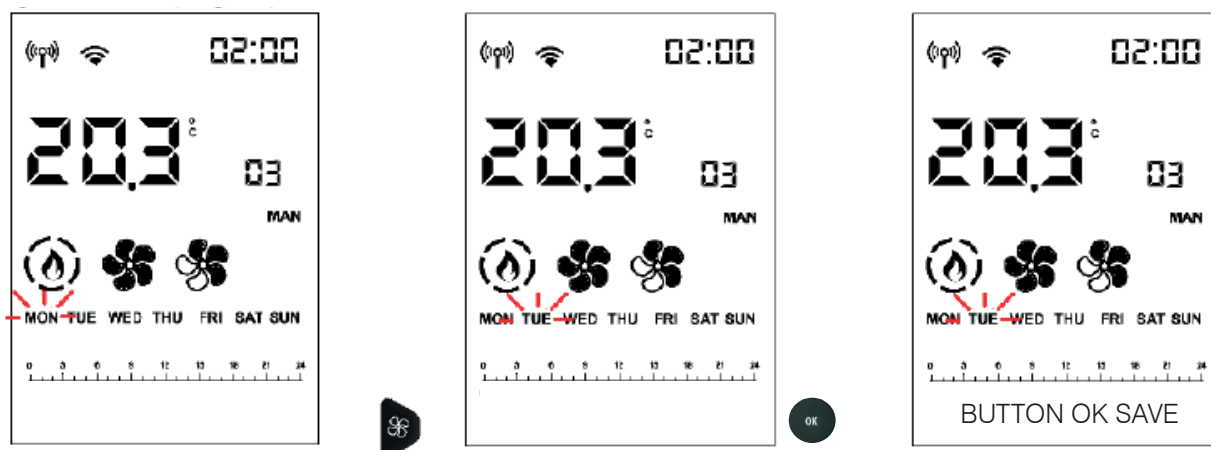 02:00
20.3 °C
03
MAN
MON TUE WED THU FRI SAT SUN
0 3 6 9 12 15 18 21 24
02:00
20.3 °C
03
MAN
MON TUE WED THU FRI SAT SUN
0 3 6 9 12 15 18 21 24
OK
02:00
20.3 °C
03
MAN
MON TUE WED THU FRI SAT SUN
0 3 6 9 12 15 18 21 24
BUTTON OK SAVE